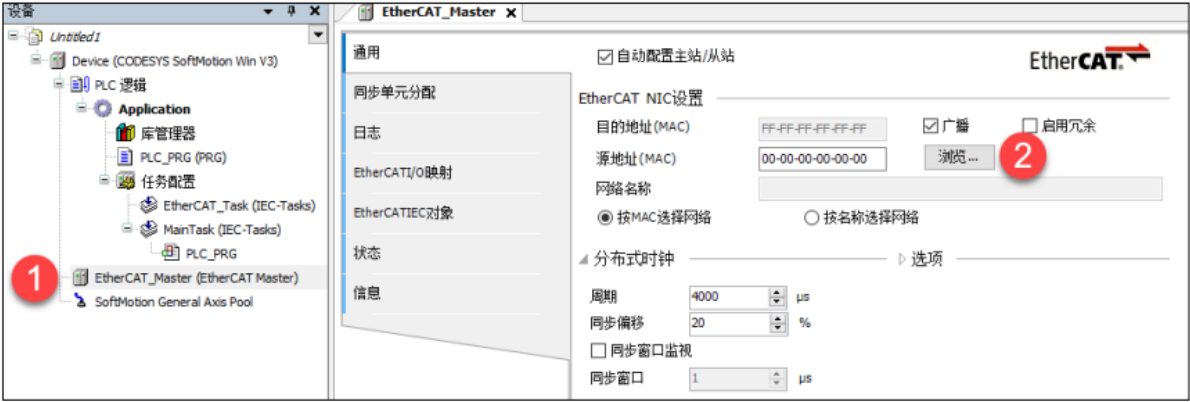 设备
Untitled1
Device (CODESYS SoftMotion Win V3)
PLC 逻辑
Application
库管理器
PLC_PRG (PRG)
任务配置
EtherCAT_Task (IEC-Tasks)
MainTask (IEC-Tasks)
PLC_PRG
1
EtherCAT_Master (EtherCAT Master)
SoftMotion General Axis Pool
EtherCAT_Master
通用
同步单元分配
日志
EtherCATI/O映射
EtherCATIEC对象
状态
信息
自动配置主站/从站
EtherCAT
EtherCAT NIC设置
目的地址(MAC) FF-FF-FF-FF-FF-FF 广播 启用冗余
源地址(MAC) 00-00-00-00-00-00 浏览... 2
网络名称
按MAC选择网络 按名称选择网络
分布式时钟 选项
周期 4000 µs
同步偏移 20 %
同步窗口监视
同步窗口 1 µs